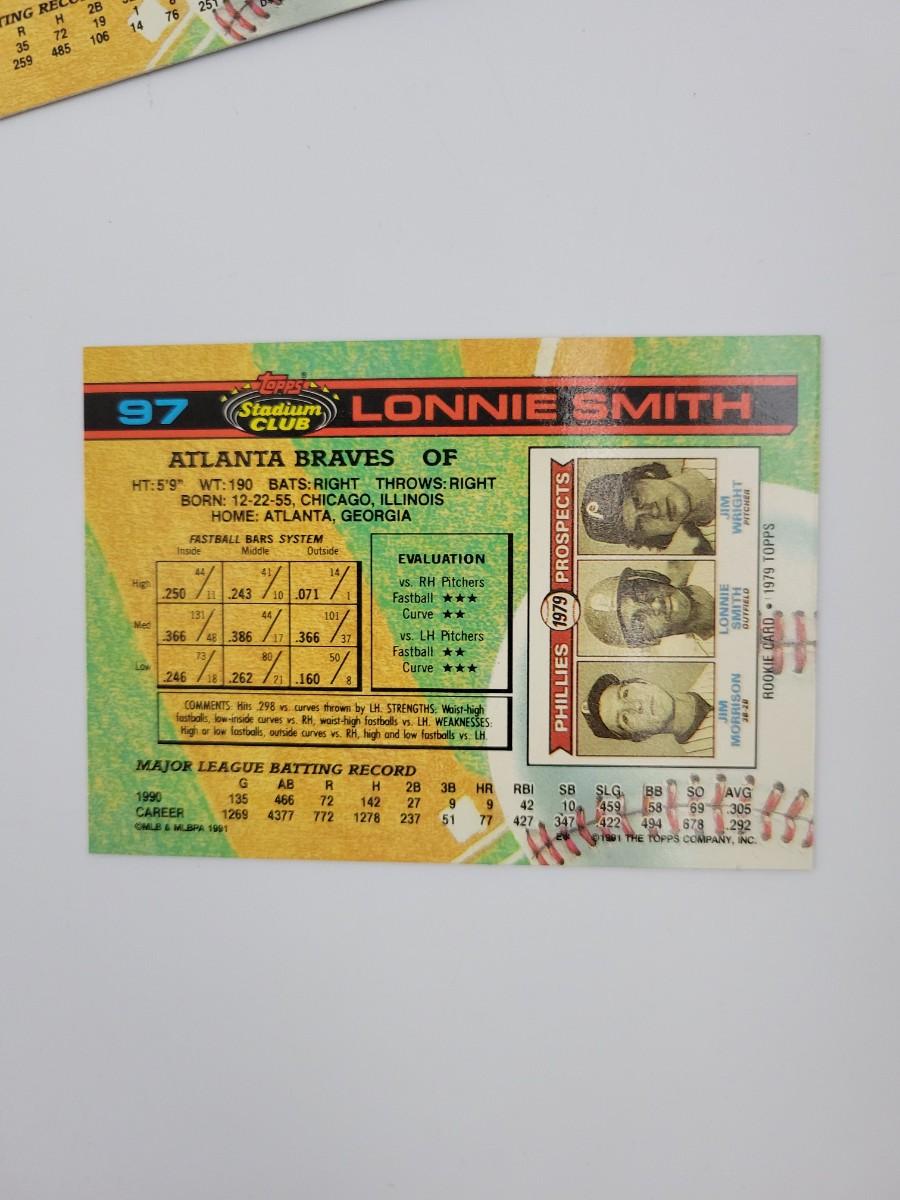 R H 2B
35 72 19 1
259 485 106 14 76 251
97 Topps Stadium CLUB LONNIE SMITH
ATLANTA BRAVES OF
HT: 5'9" WT: 190 BATS: RIGHT THROWS: RIGHT
BORN: 12-22-55, CHICAGO, ILLINOIS
HOME: ATLANTA, GEORGIA
FASTBALL BARS SYSTEM
Inside Middle Outside
High .250 44/11 .243 41/10 .071 14/1
Med .366 131/48 .386 44/17 .366 101/37
Low .246 73/18 .262 80/21 .160 50/8
EVALUATION
vs. RH Pitchers
Fastball ★★★
Curve ★★
vs. LH Pitchers
Fastball ★★
Curve ★★★
COMMENTS: Hits .298 vs. curves thrown by LH. STRENGTHS: Waist-high
fastballs, low-inside curves vs. RH, waist-high fastballs vs. LH. WEAKNESSES:
High or low fastballs, outside curves vs. RH, high and low fastballs vs. LH.
PHILLIES 1979 PROSPECTS
JIM MORRISON
3B-2B
LONNIE SMITH
OUTFIELD
JIM WRIGHT
PITCHER
ROOKIE CARD • 1979 TOPPS
MAJOR LEAGUE BATTING RECORD
G AB R H 2B 3B HR RBI SB SLG BB SO AVG
1990 135 466 72 142 27 9 9 42 10 .459 58 69 .305
CAREER 1269 4377 772 1278 237 51 77 427 347 .422 494 678 .292
©MLB & MLBPA 1991
©1991 THE TOPPS COMPANY, INC.